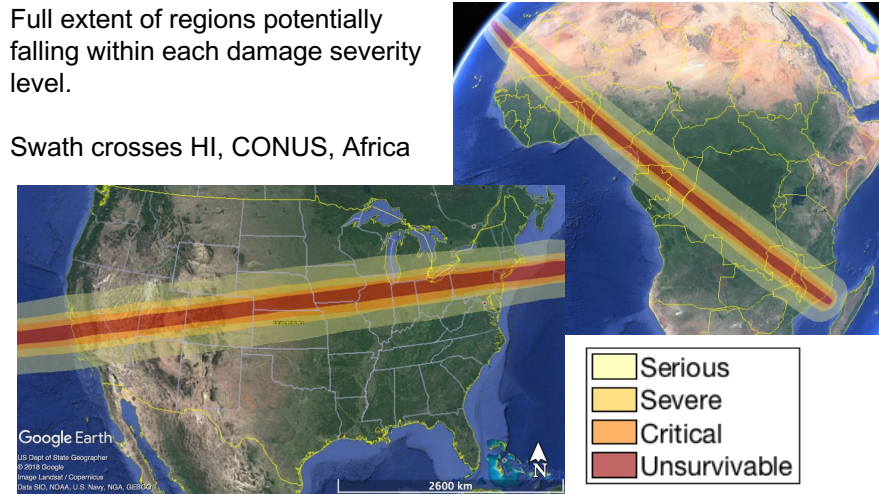 Full extent of regions potentially
falling within each damage severity
level.
Swath crosses HI, CONUS, Africa
Google Earth
US Dept of State Geographer
© 2018 Google
Image Landsat / Copernicus
Data SIO, NOAA, U.S. Navy, NGA, GEBCO
N
2600 km
Serious
Severe
Critical
Unsurvivable